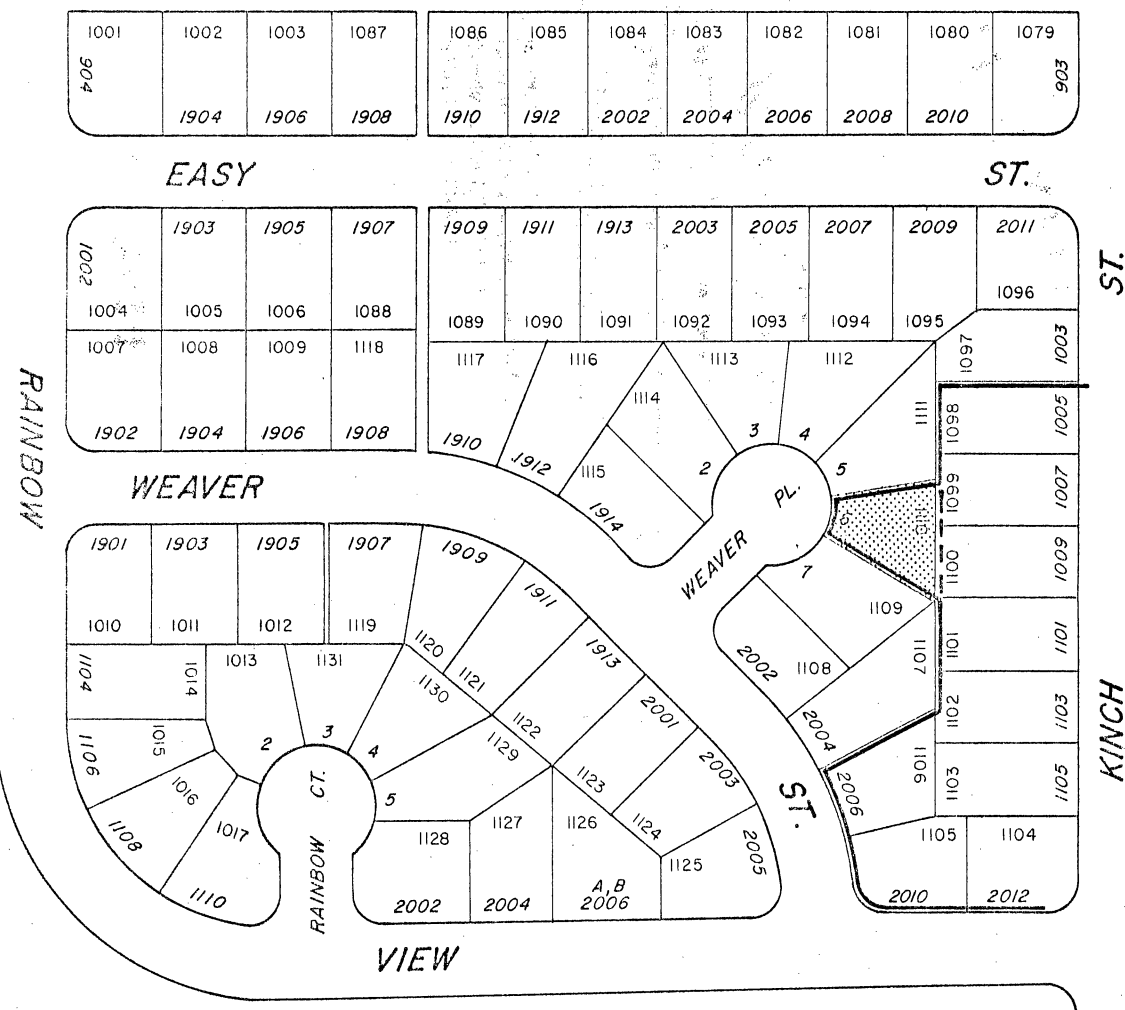 1001 1002 1003 1087 1086 1085 1084 1083 1082 1081 1080 1079
904 903
1904 1906 1908 1910 1912 2002 2004 2006 2008 2010
EASY ST.
1903 1905 1907 1909 1911 1913 2003 2005 2007 2009 2011
1002
ST.
1004 1005 1006 1088 1089 1090 1091 1092 1093 1094 1095 1096
1007 1008 1009 1118 1117 1116 1113 1112 1097 1003
1114 1111 1098 1005
1902 1904 1906 1908 1910 1912 1115 2 3 4 5
RAINBOW
WEAVER
1914
WEAVER PL.
6 1110 1099 1007
1100 1009
7 1109
1901 1903 1905 1907 1909 1911 1913
1010 1011 1012 1119 1120 1121
2002 1108 1107 1101 1101
1104 1014 1013 1131 1130 1122 2001 2004 1102 1103
KINCH
1106 1015 2 3 4 5 1129 1123 2003 2006 1106 1103 1105
ST.
1016 1017 CT.
RAINBOW
1108 1110
1128 1127 1126 1124 1125 2005 1105 1104
2002 2004 A,B
2006
2010 2012
VIEW